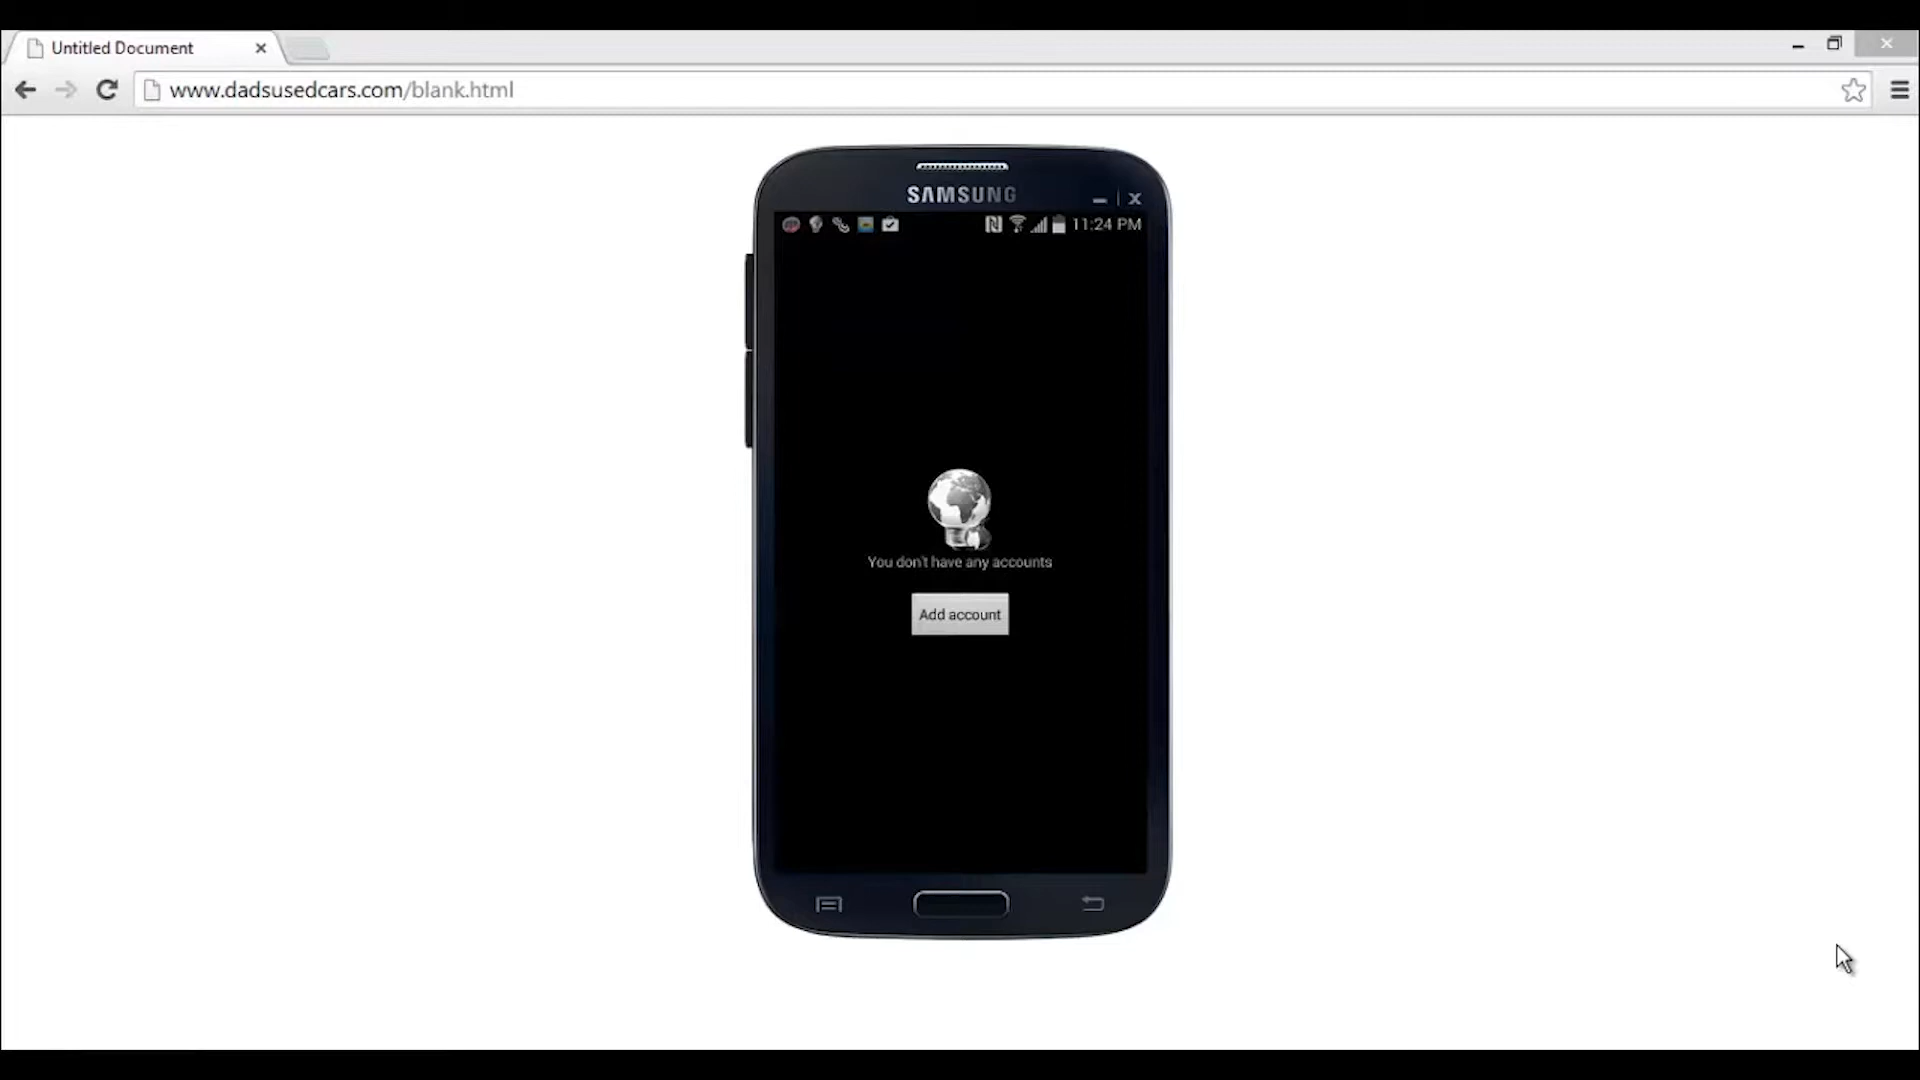 Untitled Document
www.dadsusedcars.com/blank.html
SAMSUNG
11:24 PM
You don't have any accounts
Add account